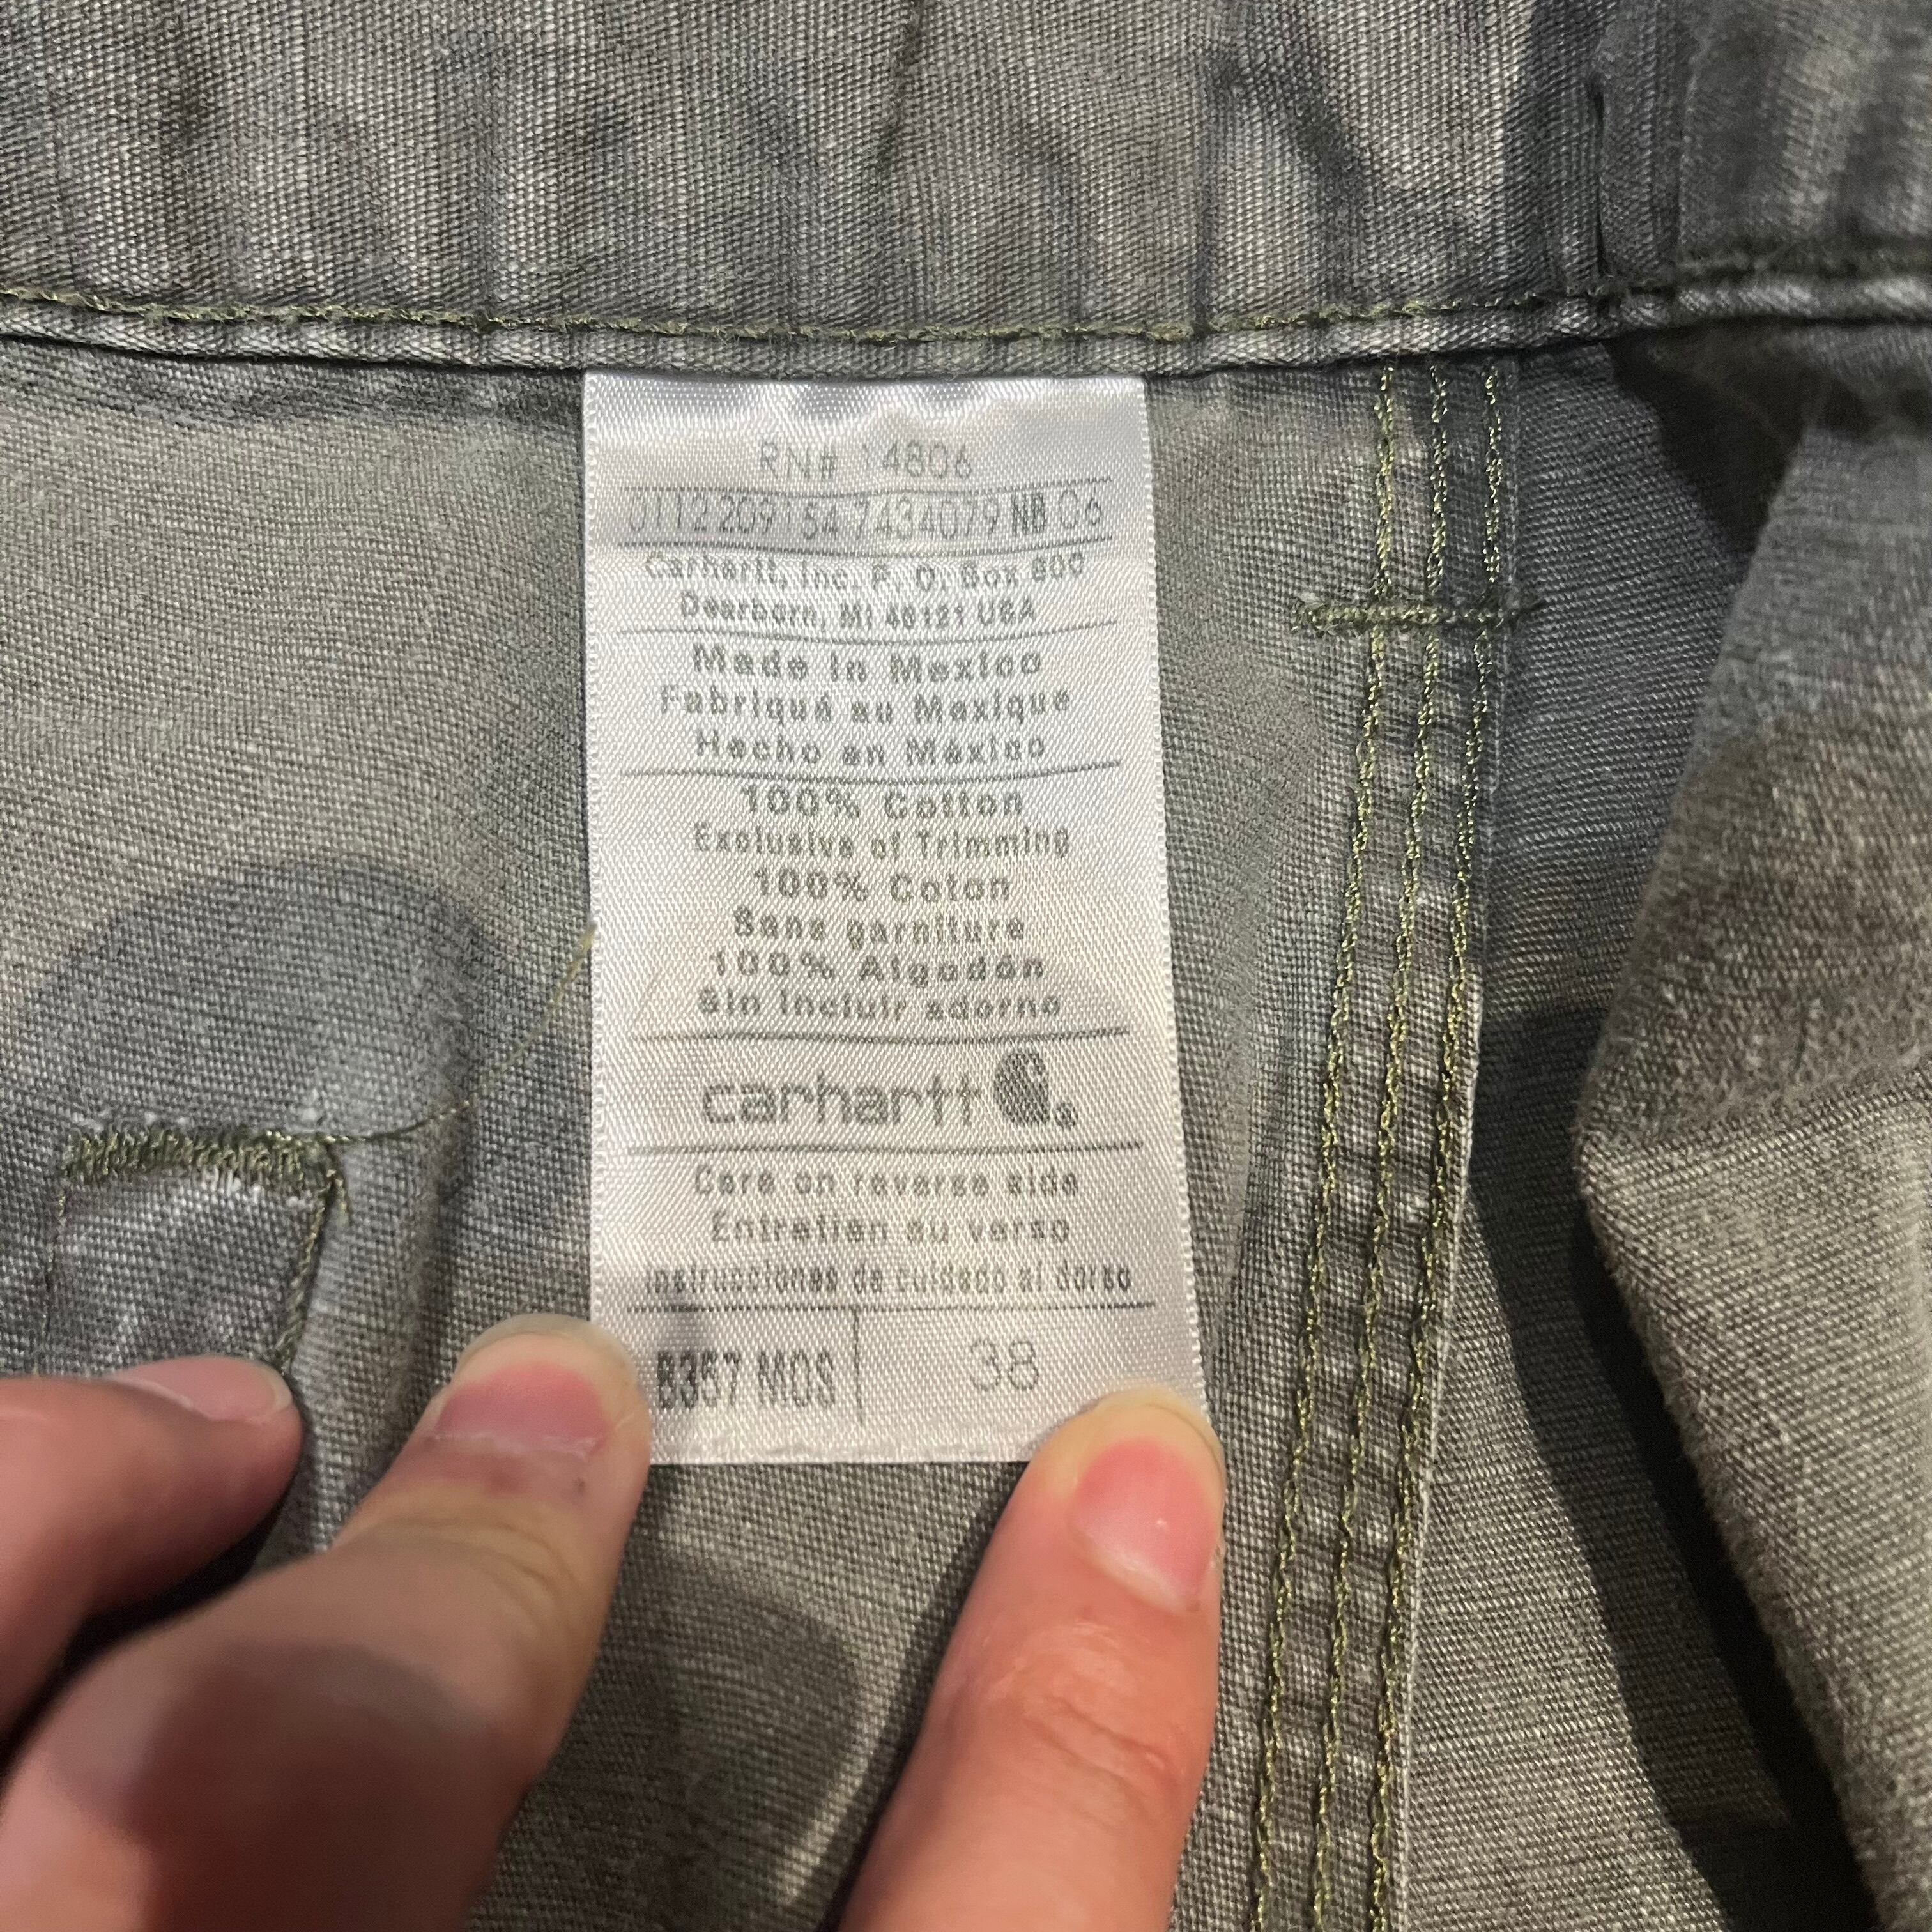 RN# 14806
0112209 154 7434079 NB 06
Carhartt, Inc. P. O. Box 600
Dearborn, MI 48121 USA
Made in Mexico
Fabriqué au Mexique
Hecho en México
100% Cotton
Exclusive of Trimming
100% Coton
Sans garniture
100% Algodón
sin incluir adorno
carhartt
Care on reverse side
Entretien au verso
instrucciones de cuidado al dorso
B357 MOS 38